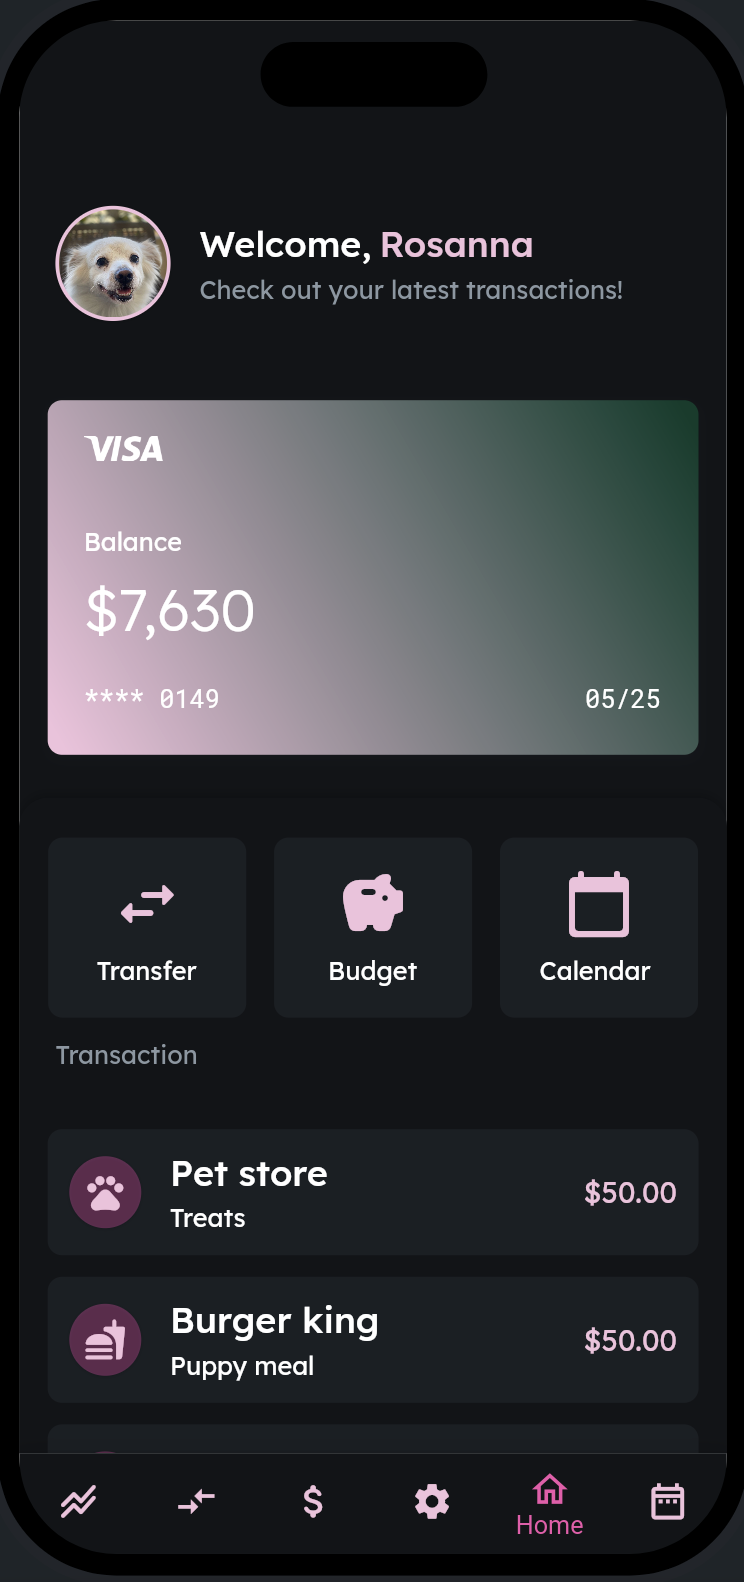 Welcome, Rosanna
Check out your latest transactions!
VISA
Balance
$7,630
**** 0149 05/25
Transfer Budget Calendar
Transaction
Pet store
$50.00
Treats
Burger king
$50.00
Puppy meal
Home